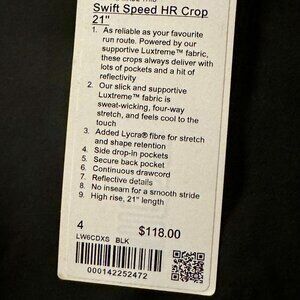 Swift Speed HR Crop
21"
1. As reliable as your favourite
run route. Powered by our
supportive Luxtreme™ fabric,
these crops always deliver with
lots of pockets and a hit of
reflectivity
2. Our slick and supportive
Luxtreme™ fabric is
sweat-wicking, four-way
stretch, and feels cool to the
touch
3. Added Lycra® fibre for stretch
and shape retention
4. Side drop-in pockets
5. Secure back pocket
6. Continuous drawcord
7. Reflective details
8. No inseam for a smooth stride
9. High rise, 21" length
4 $118.00
LW6CDXS BLK
000142252472